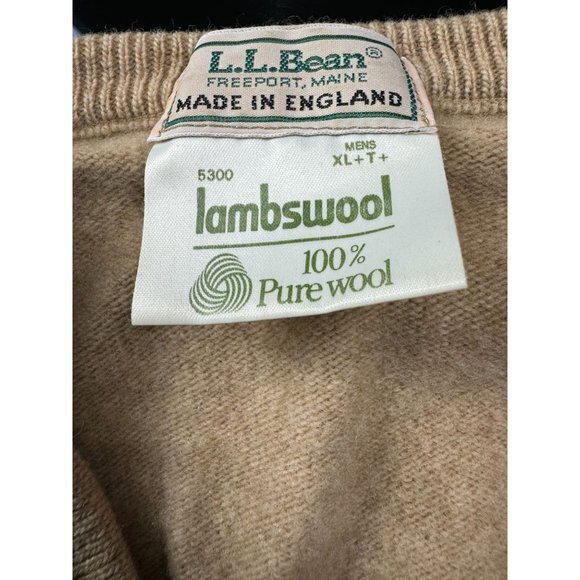 L.L.Bean®
FREEPORT, MAINE
MADE IN ENGLAND
MENS
5300 XL+T+
lambswool
100%
Pure wool